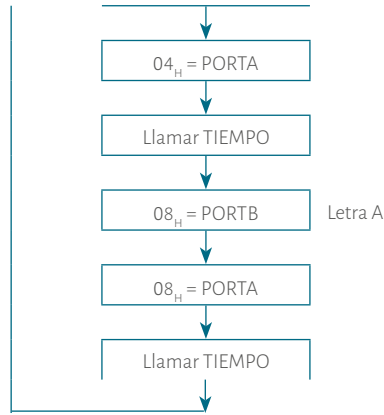 04H = PORTA
Llamar TIEMPO
08H = PORTB
Letra A
08H = PORTA
Llamar TIEMPO